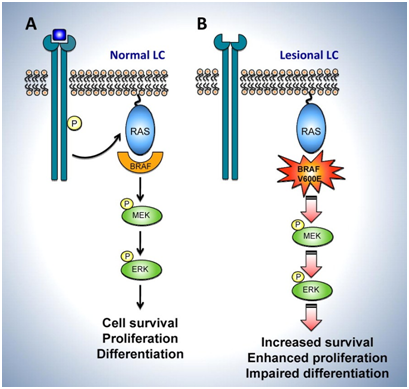 A
Normal LC
P
RAS
BRAF
P
MEK
P
ERK
Cell survival
Proliferation
Differentiation
B
Lesional LC
RAS
BRAF
V600E
P
MEK
P
ERK
Increased survival
Enhanced proliferation
Impaired differentiation